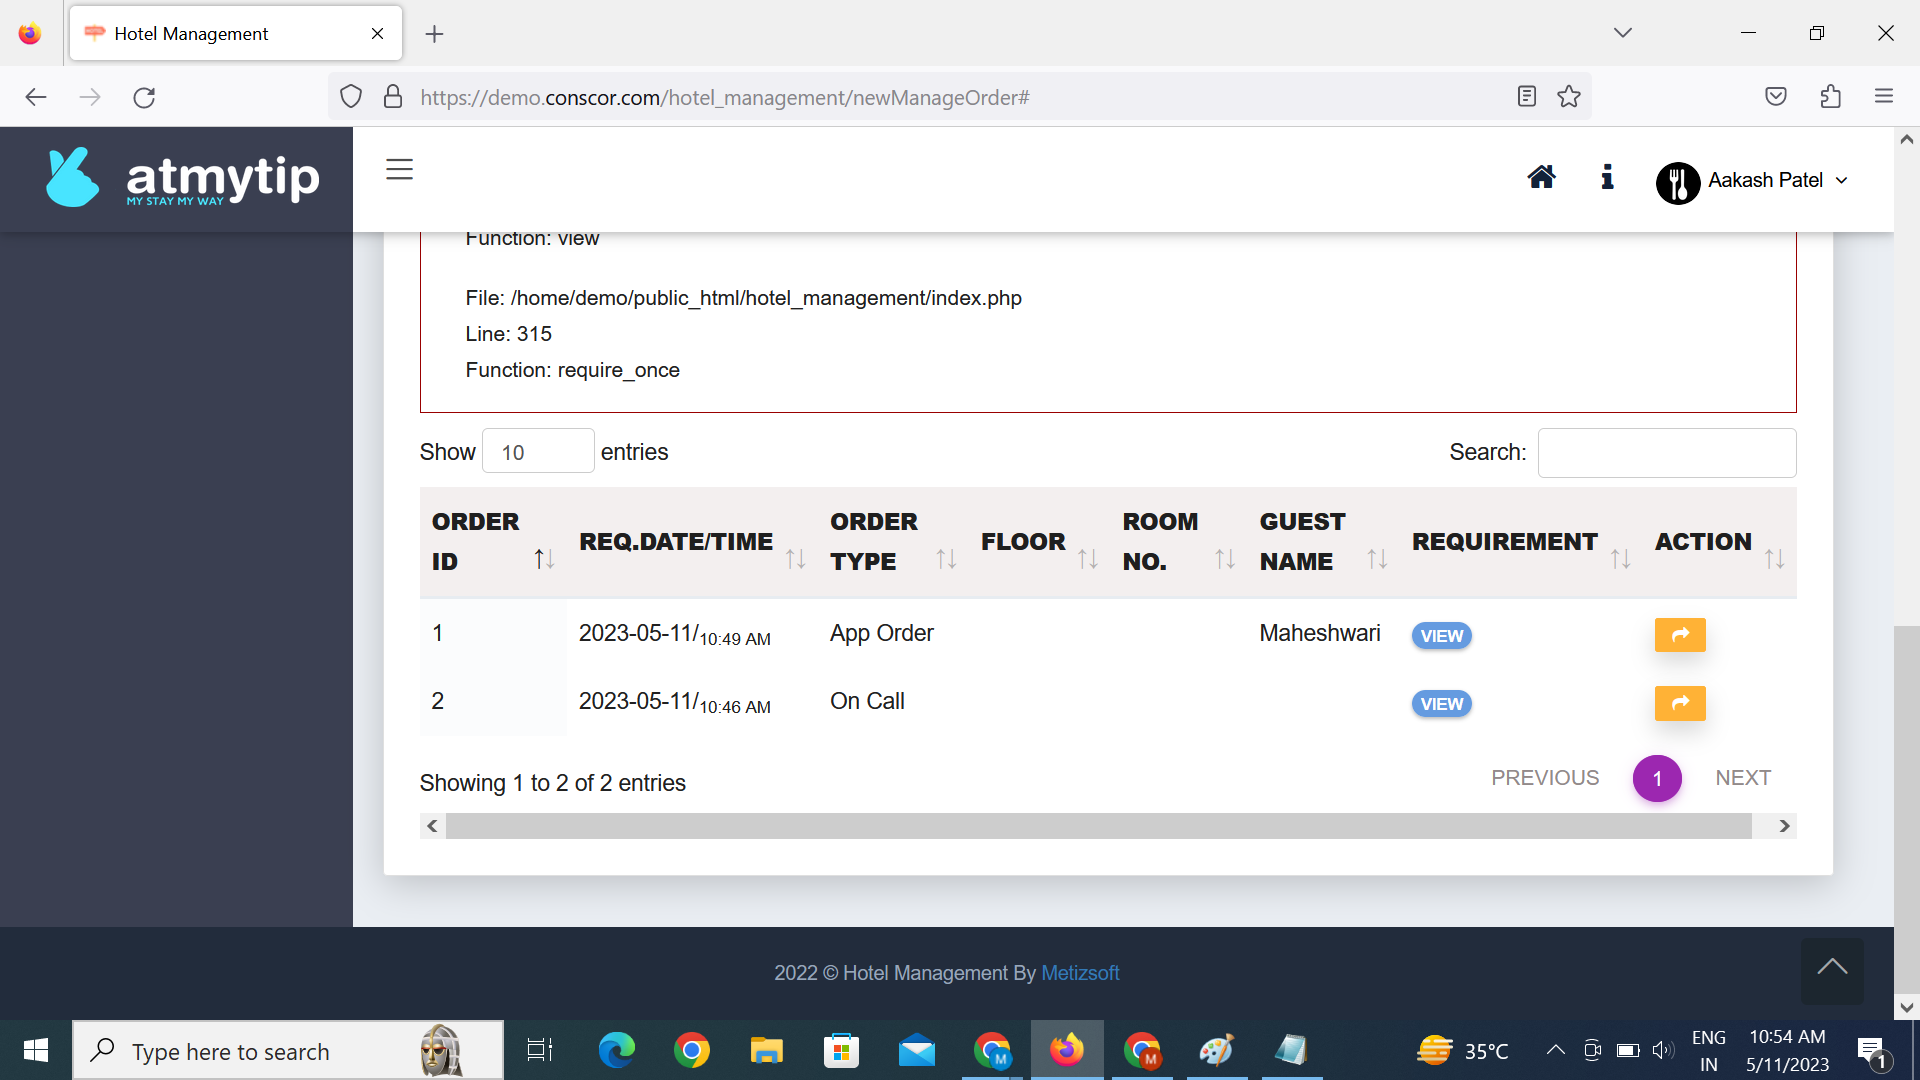 Hotel Management
https://demo.conscor.com/hotel_management/newManageOrder#
atmytip
MY STAY MY WAY
Aakash Patel
Function: view
File: /home/demo/public_html/hotel_management/index.php
Line: 315
Function: require_once
Show 10 entries
Search:
ORDER ID REQ.DATE/TIME ORDER TYPE FLOOR ROOM NO. GUEST NAME REQUIREMENT ACTION
1 2023-05-11/10:49 AM App Order Maheshwari VIEW
2 2023-05-11/10:46 AM On Call VIEW
Showing 1 to 2 of 2 entries
PREVIOUS 1 NEXT
2022 © Hotel Management By Metizsoft
Type here to search
M
M
35°C
ENG
IN
10:54 AM
5/11/2023
1